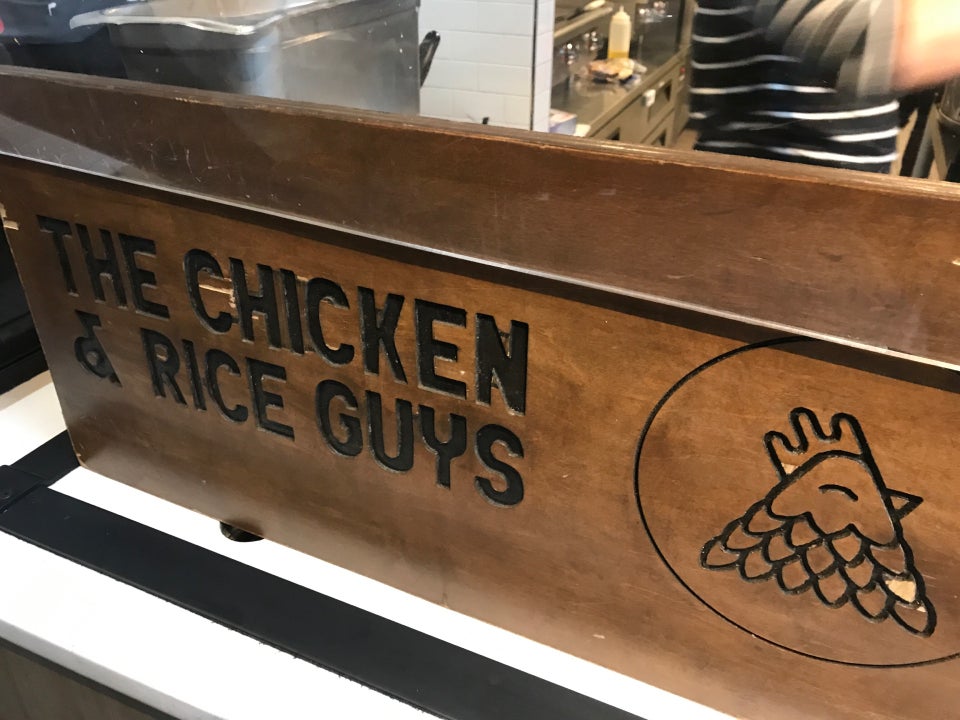 THE CHICKEN
& RICE GUYS